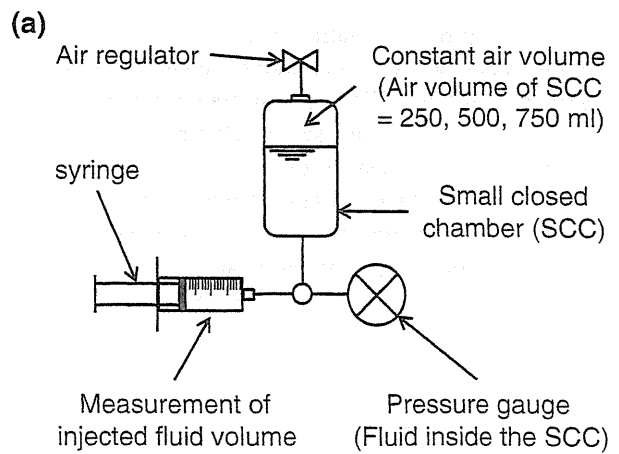 (a)
Air regulator
Constant air volume
(Air volume of SCC
= 250, 500, 750 ml)
syringe
Small closed
chamber (SCC)
Measurement of
injected fluid volume
Pressure gauge
(Fluid inside the SCC)